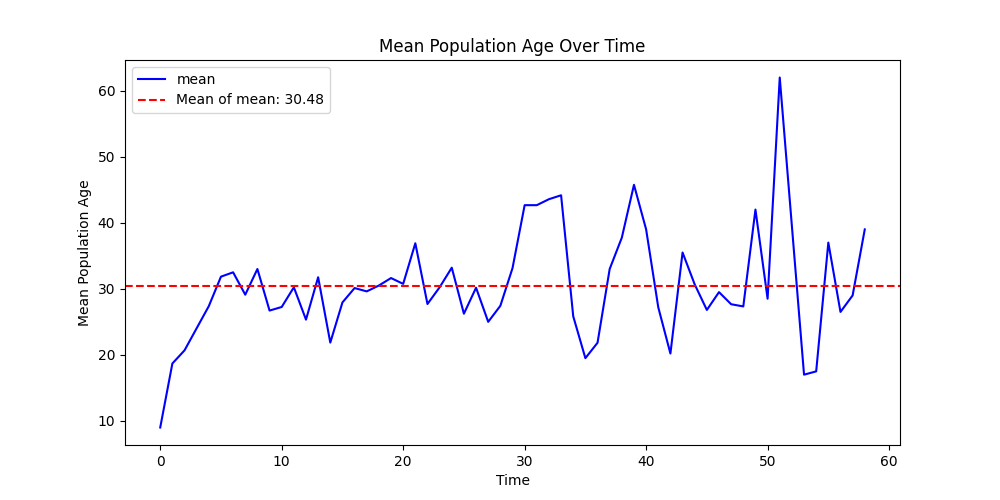 Mean Population Age Over Time
mean
Mean of mean: 30.48
Mean Population Age
60
50
40
30
20
10
0 10 20 30 40 50 60
Time